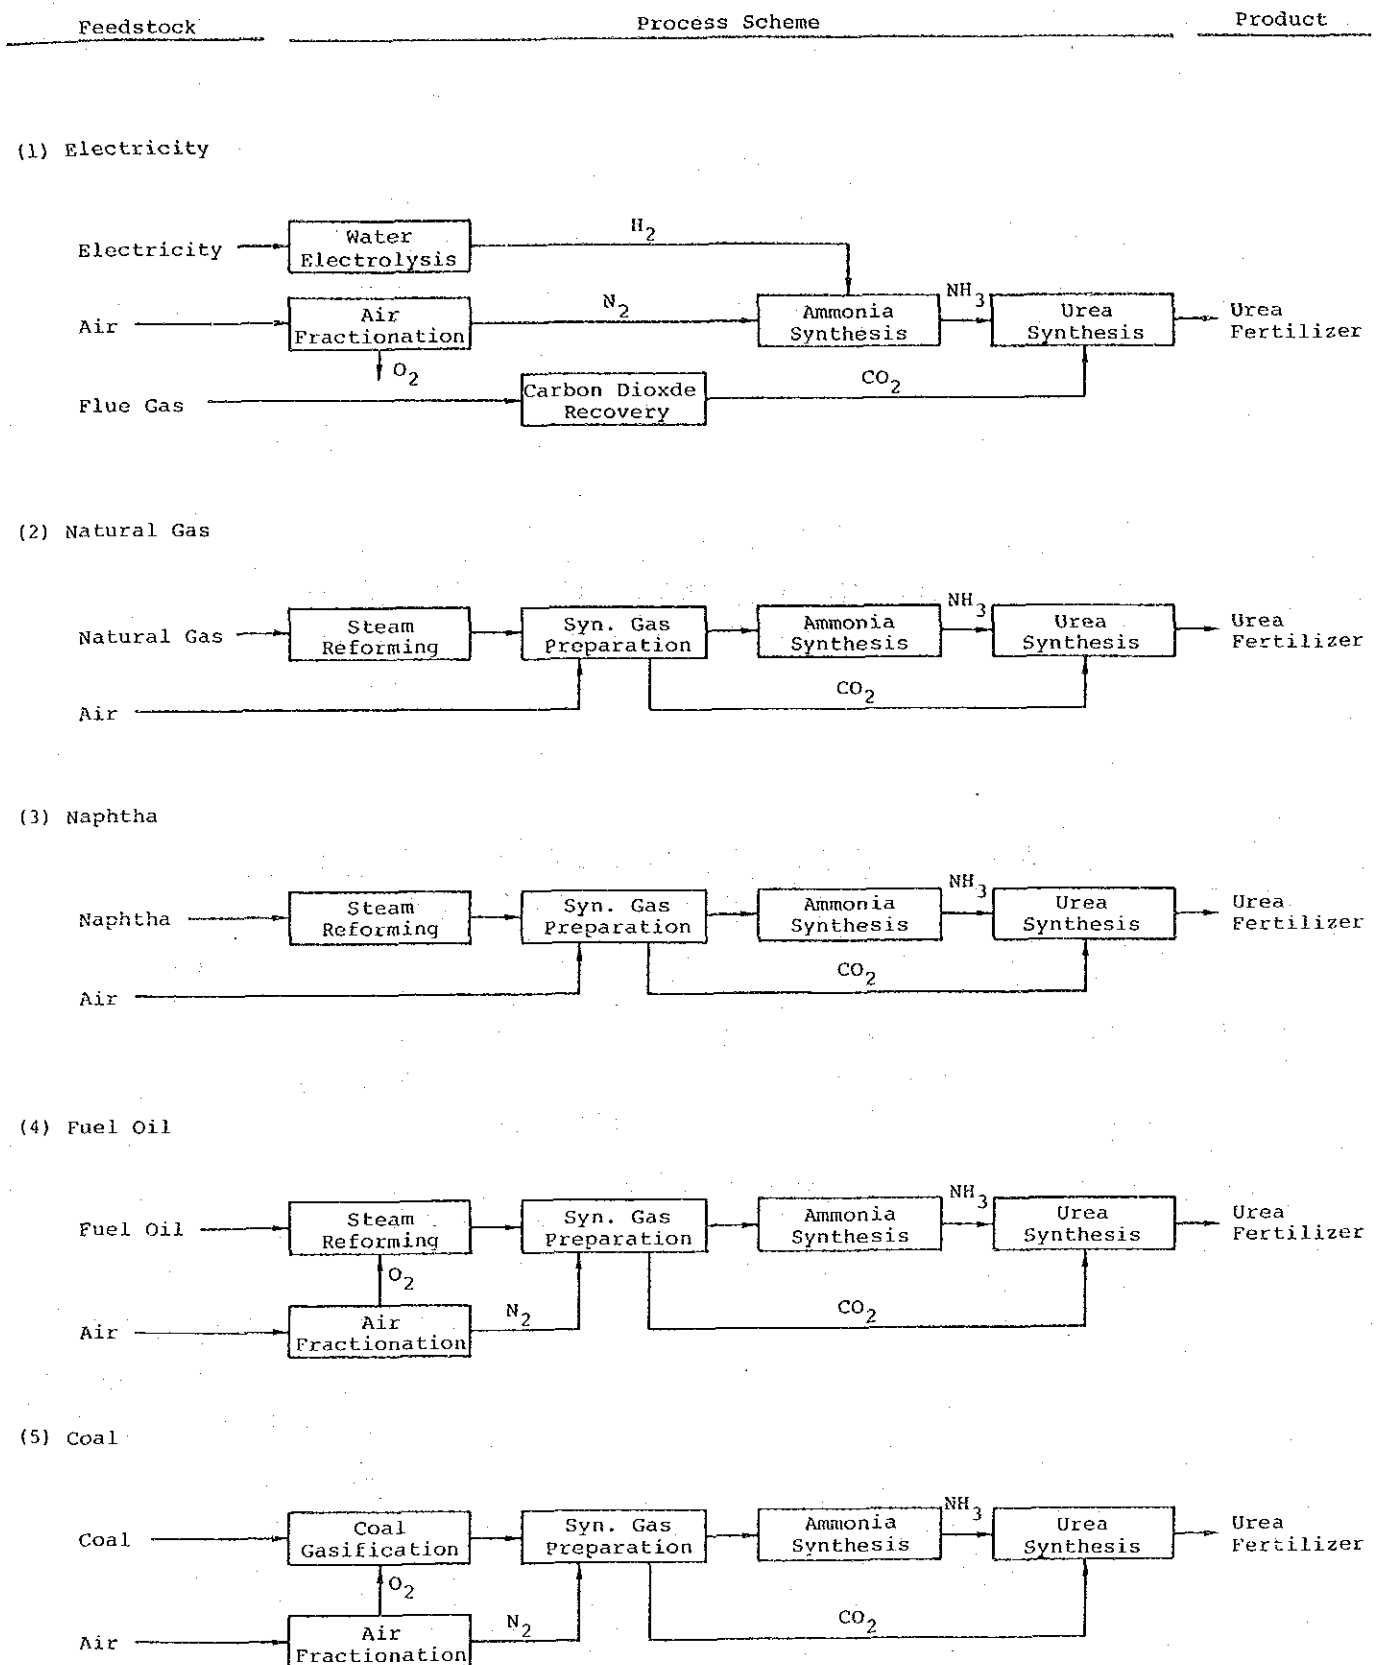 Feedstock Process Scheme Product
(1) Electricity
H2
Electricity Water
Electrolysis
NH3
N2
Air Air
Fractionation Ammonia
Synthesis Urea
Synthesis Urea
Fertilizer
O2
CO2
Flue Gas Carbon Dioxde
Recovery
(2) Natural Gas
NH3
Natural Gas Steam
Reforming Syn. Gas
Preparation Ammonia
Synthesis Urea
Synthesis Urea
Fertilizer
CO2
Air
(3) Naphtha
NH3
Naphtha Steam
Reforming Syn. Gas
Preparation Ammonia
Synthesis Urea
Synthesis Urea
Fertilizer
CO2
Air
(4) Fuel Oil
NH3
Fuel Oil Steam
Reforming Syn. Gas
Preparation Ammonia
Synthesis Urea
Synthesis Urea
Fertilizer
O2
N2
CO2
Air Air
Fractionation
(5) Coal
NH3
Coal Coal
Gasification Syn. Gas
Preparation Ammonia
Synthesis Urea
Synthesis Urea
Fertilizer
O2
N2
CO2
Air Air
Fractionation